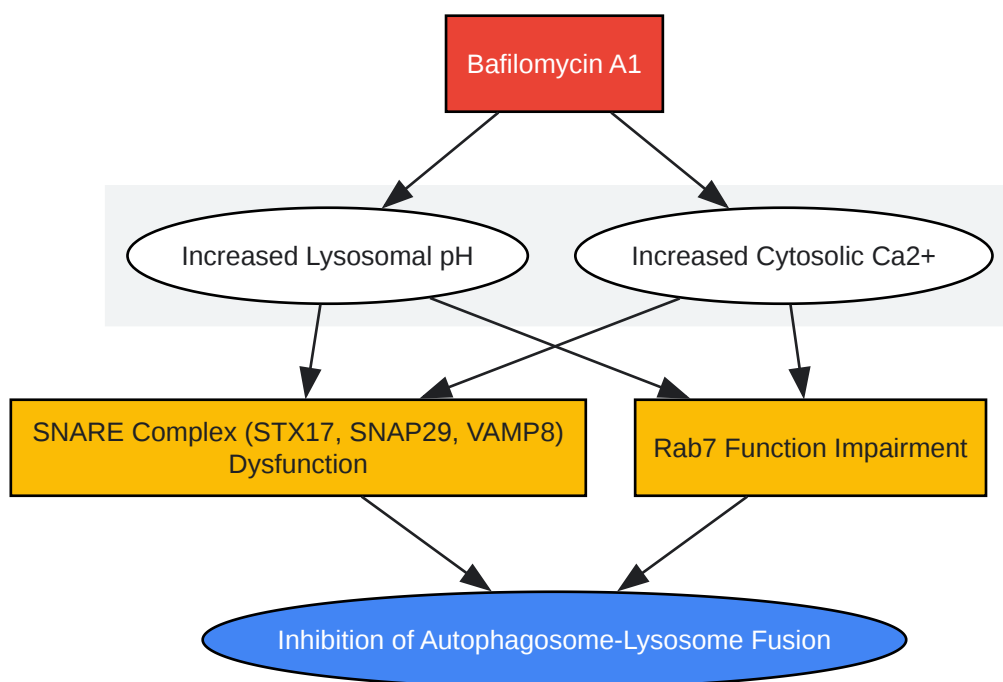 Bafilomycin A1
Increased Lysosomal pH
Increased Cytosolic Ca2+
SNARE Complex (STX17, SNAP29, VAMP8)
Dysfunction
Rab7 Function Impairment
Inhibition of Autophagosome-Lysosome Fusion